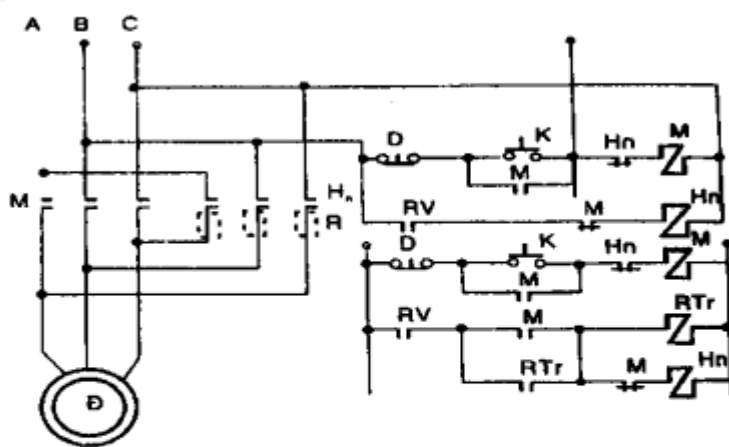 A B C
D K Hn M
M
M Hn R
RV M Hn
D K Hn M
M
RV M RTr
RTr M Hn
Đ